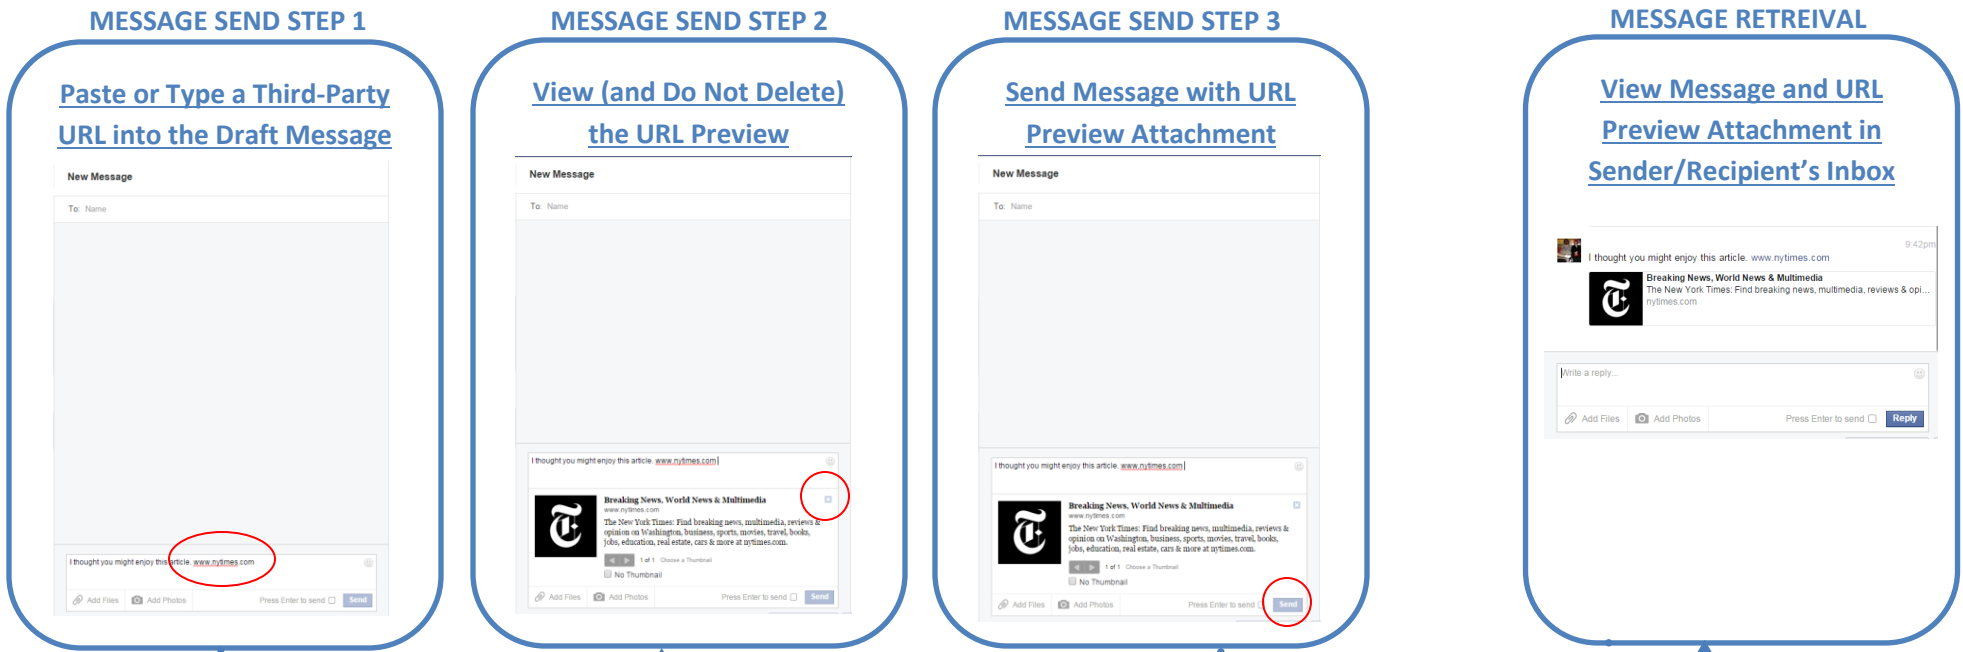 MESSAGE SEND STEP 1
Paste or Type a Third-Party
URL into the Draft Message
New Message
To: Name
I thought you might enjoy this article. www.nytimes.com
Add Files
Add Photos
Press Enter to send
Send
MESSAGE SEND STEP 2
View (and Do Not Delete)
the URL Preview
New Message
To: Name
I thought you might enjoy this article. www.nytimes.com
Breaking News, World News & Multimedia
www.nytimes.com
The New York Times: Find breaking news, multimedia, reviews &
opinion on Washington, business, sports, movies, travel, books,
jobs, education, real estate, cars & more at nytimes.com.
1 of 1 Choose a Thumbnail
No Thumbnail
Add Files
Add Photos
Press Enter to send
Send
MESSAGE SEND STEP 3
Send Message with URL
Preview Attachment
New Message
To: Name
I thought you might enjoy this article. www.nytimes.com
Breaking News, World News & Multimedia
www.nytimes.com
The New York Times: Find breaking news, multimedia, reviews &
opinion on Washington, business, sports, movies, travel, books,
jobs, education, real estate, cars & more at nytimes.com.
1 of 1 Choose a Thumbnail
No Thumbnail
Add Files
Add Photos
Press Enter to send
Send
MESSAGE RETREIVAL
View Message and URL
Preview Attachment in
Sender/Recipient’s Inbox
9:42pm
I thought you might enjoy this article. www.nytimes.com
Breaking News, World News & Multimedia
The New York Times: Find breaking news, multimedia, reviews & opi...
nytimes.com
Write a reply...
Add Files
Add Photos
Press Enter to send
Reply